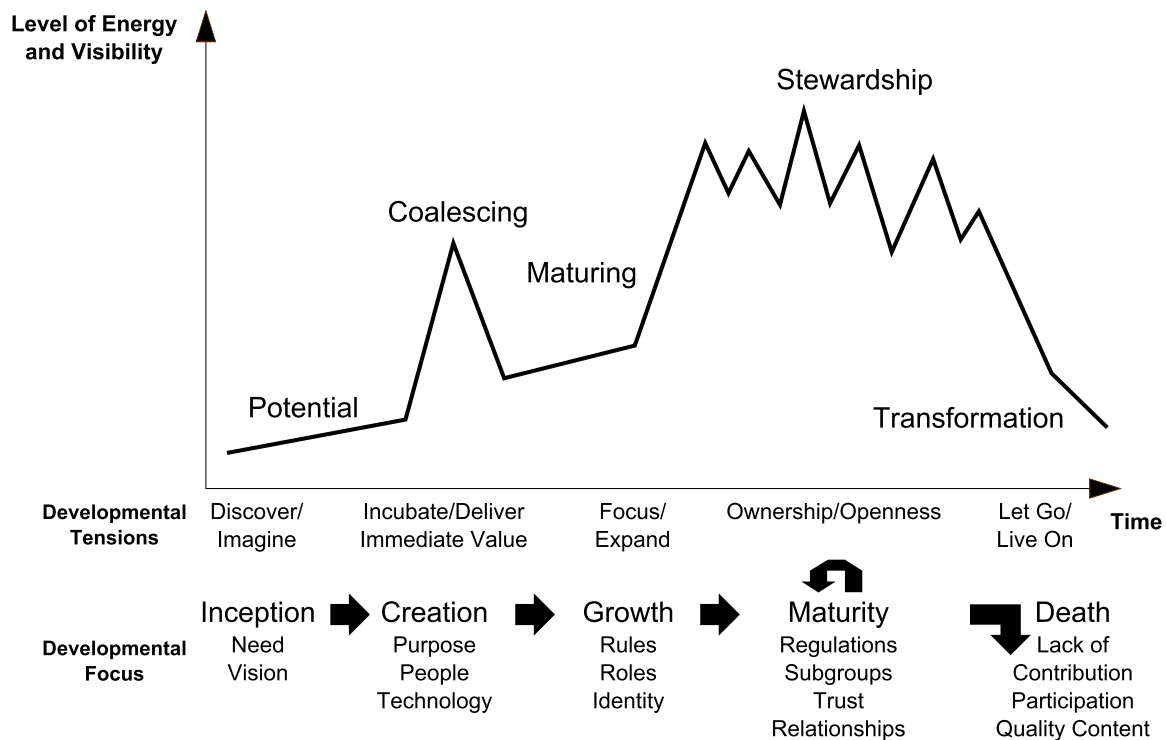 Level of Energy
and Visibility
Stewardship
Coalescing
Maturing
Potential
Transformation
Developmental
Tensions
Discover/
Imagine
Incubate/Deliver
Immediate Value
Focus/
Expand
Ownership/Openness
Let Go/
Live On
Time
Developmental
Focus
Inception
Need
Vision
Creation
Purpose
People
Technology
Growth
Rules
Roles
Identity
Maturity
Regulations
Subgroups
Trust
Relationships
Death
Lack of
Contribution
Participation
Quality Content